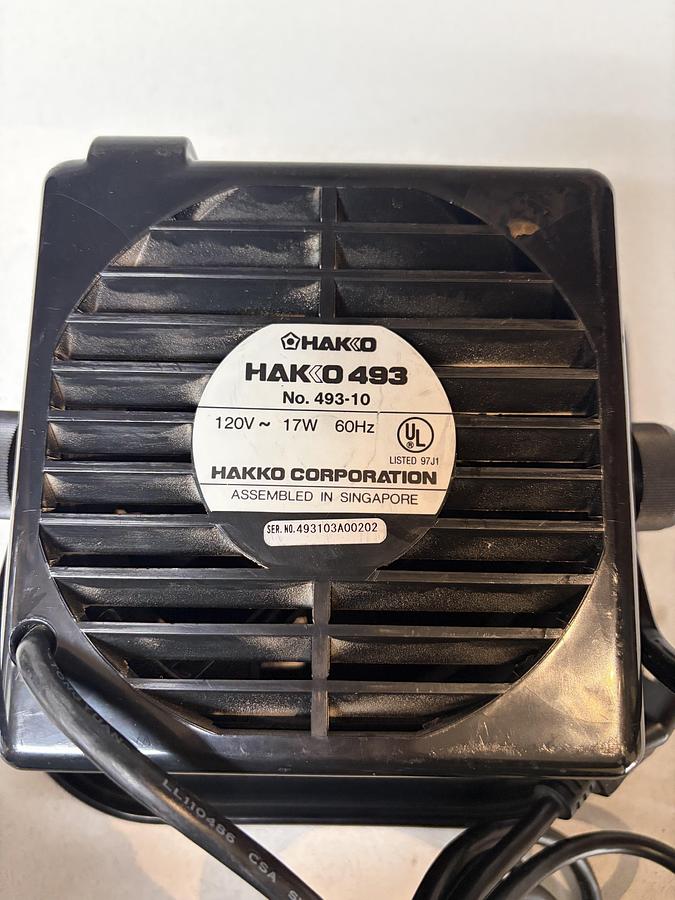 HAKKO
HAKKO 493
No. 493-10
120V ~ 17W 60Hz
UL
LISTED 97J1
HAKKO CORPORATION
ASSEMBLED IN SINGAPORE
SER. NO. 493103A00202
LL110486 CSA